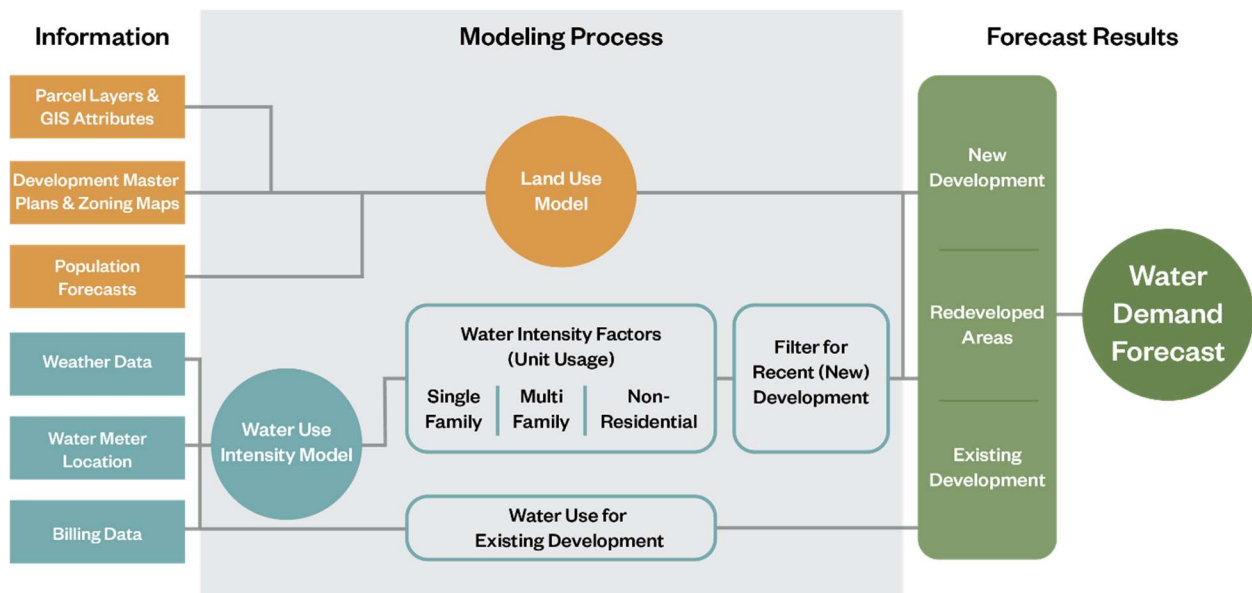 Information
Modeling Process
Forecast Results
Parcel Layers &
GIS Attributes
Development Master
Plans & Zoning Maps
Population
Forecasts
Weather Data
Water Meter
Location
Billing Data
Land Use
Model
Water Use
Intensity Model
Water Intensity Factors
(Unit Usage)
Single
Family
Multi
Family
Non-
Residential
Filter for
Recent (New)
Development
Water Use for
Existing Development
New
Development
Redeveloped
Areas
Existing
Development
Water
Demand
Forecast